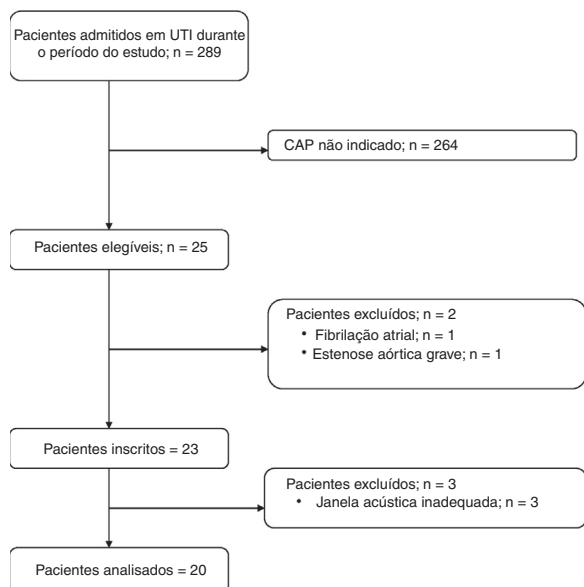 Pacientes admitidos em UTI durante
o período do estudo; n = 289
CAP não indicado; n = 264
Pacientes elegíveis; n = 25
Pacientes excluídos; n = 2
• Fibrilação atrial; n = 1
• Estenose aórtica grave; n = 1
Pacientes inscritos = 23
Pacientes excluídos; n = 3
• Janela acústica inadequada; n = 3
Pacientes analisados = 20